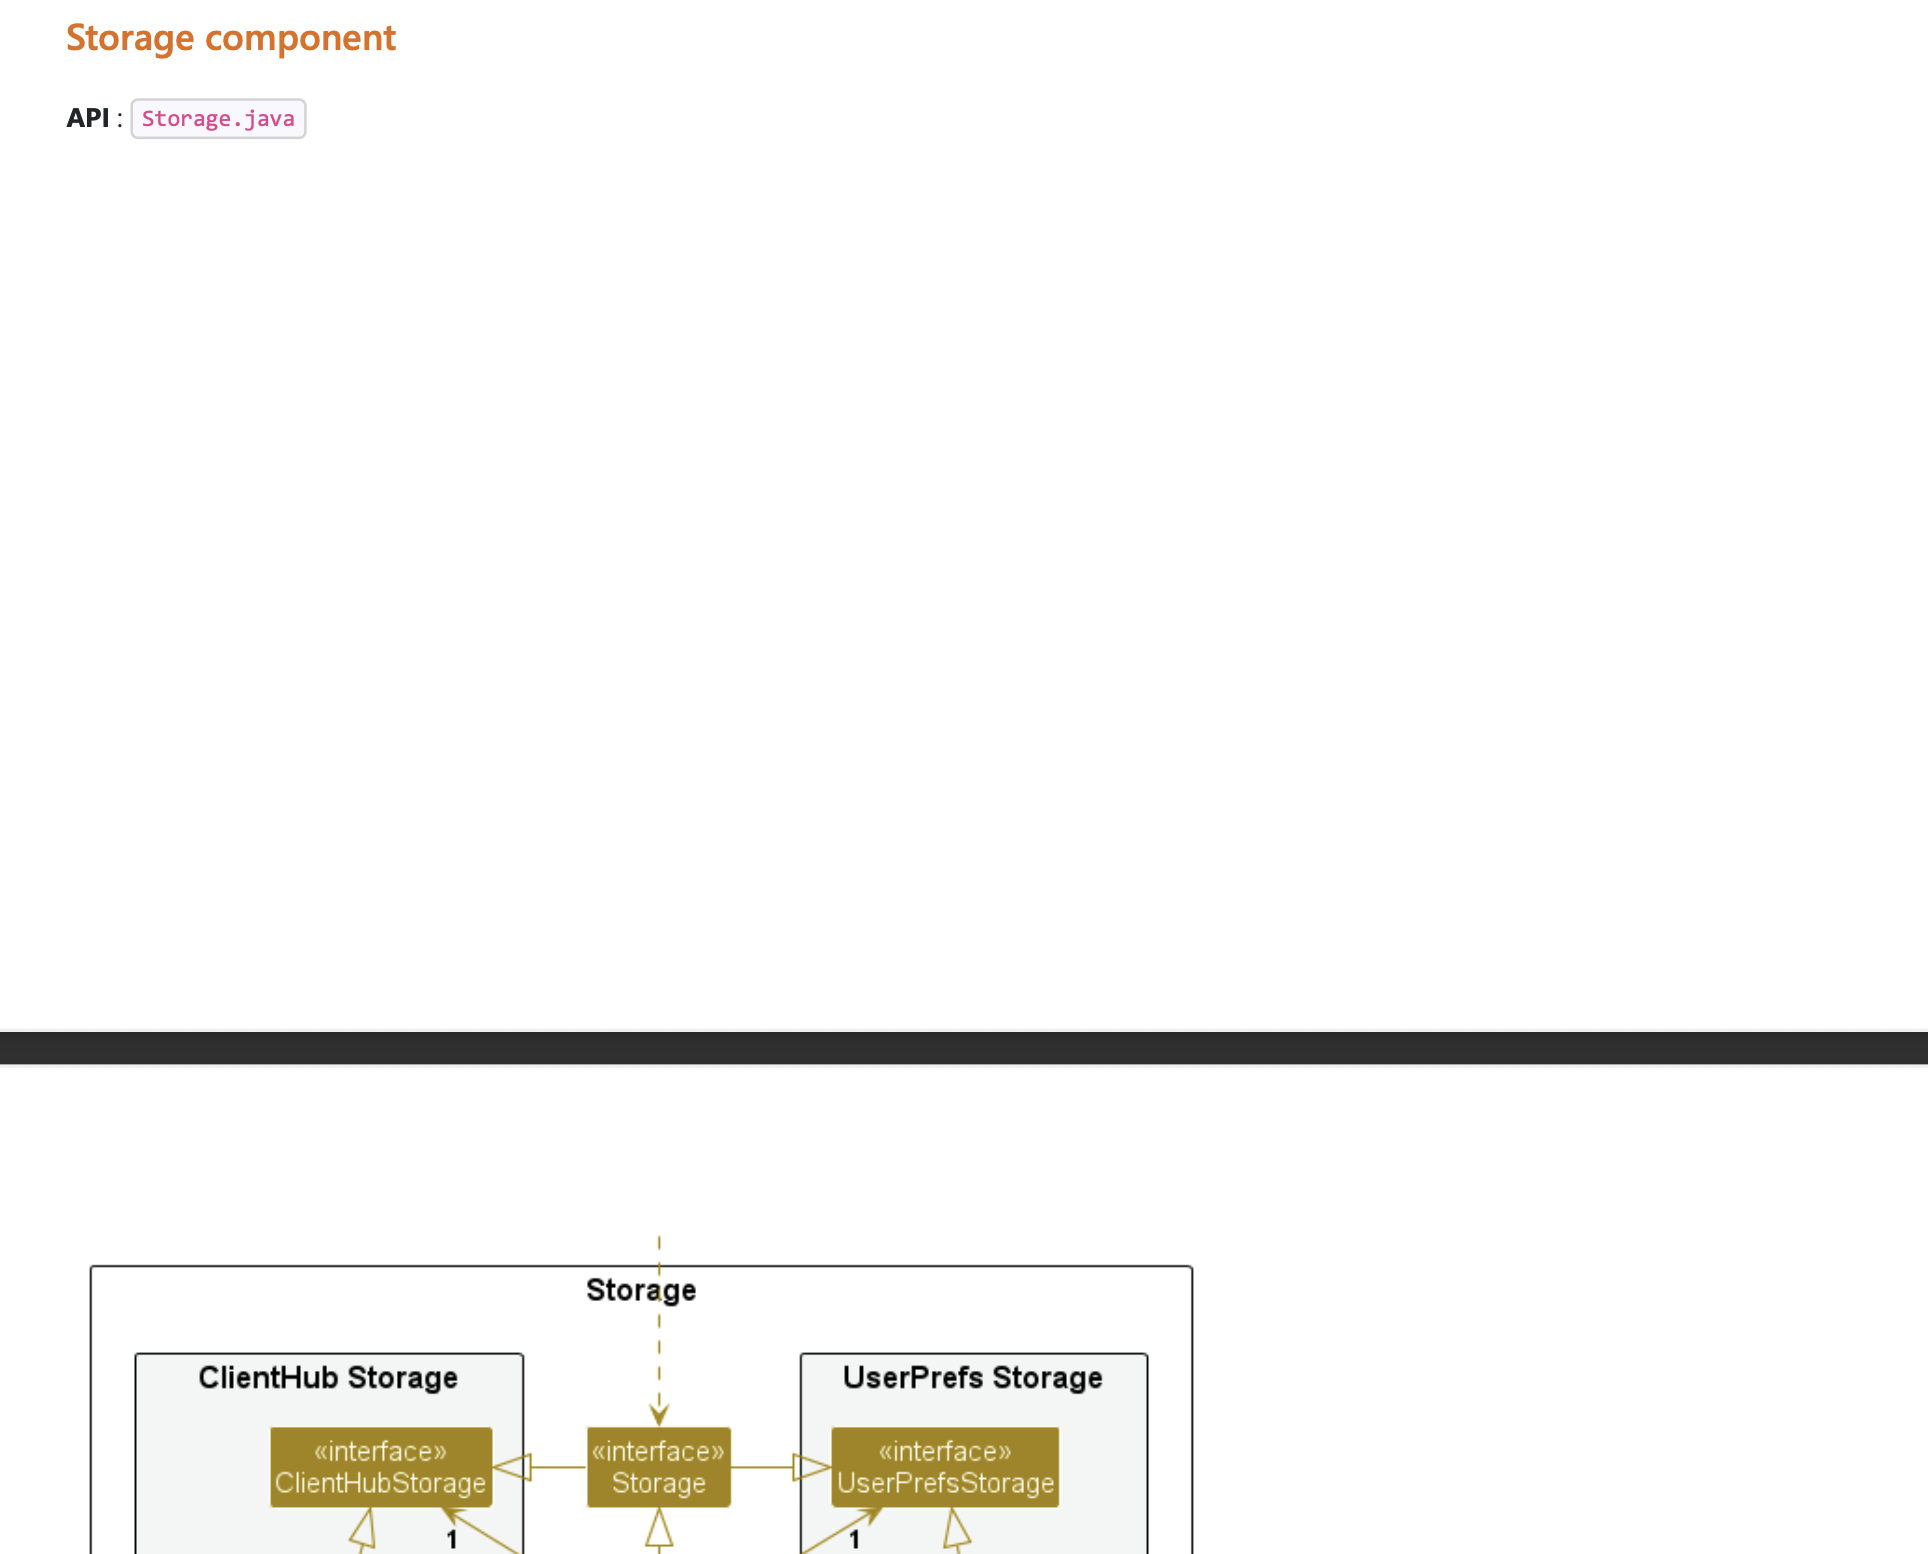 Storage component
API : Storage.java
Storage
ClientHub Storage
UserPrefs Storage
«interface»
ClientHubStorage
«interface»
Storage
«interface»
UserPrefsStorage
1
1